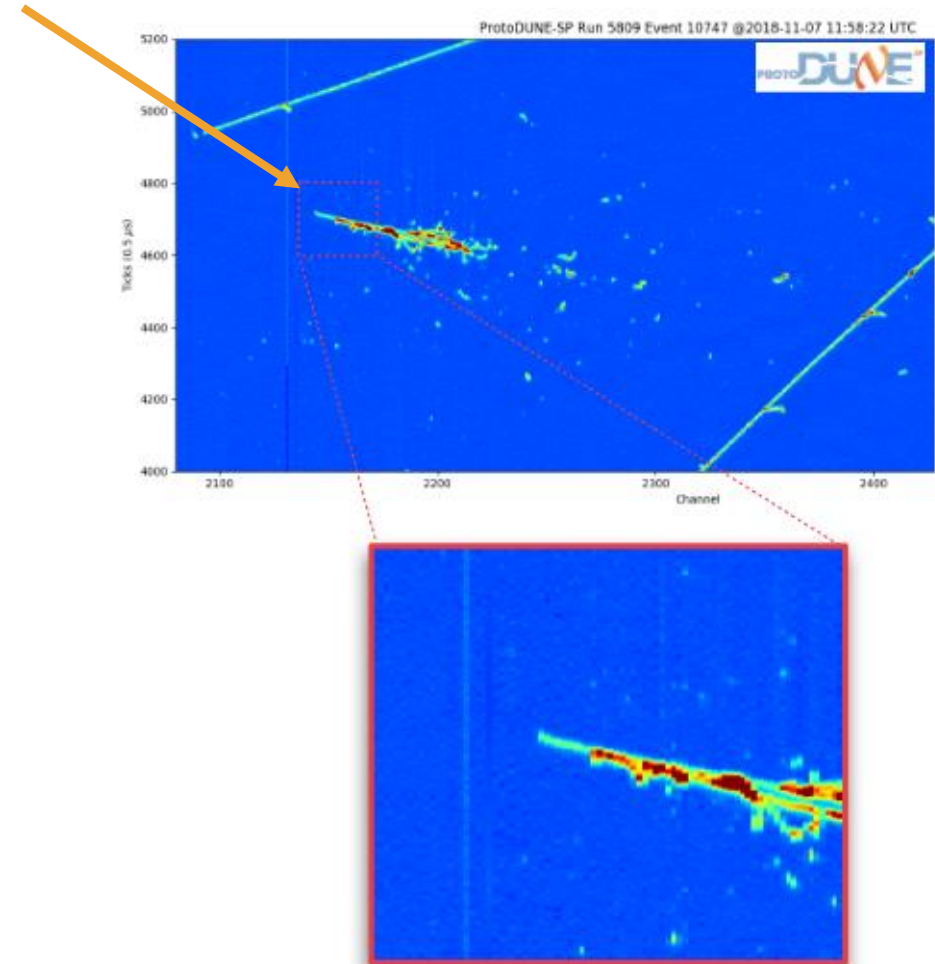 ProtoDUNE-SP Run 5809 Event 10747 @2018-11-07 11:58:22 UTC
PROTO DUNE
SP
5200
5000
4800
4600
4400
4200
4000
Ticks (0.5 μs)
2100 2200 2300 2400
Channel